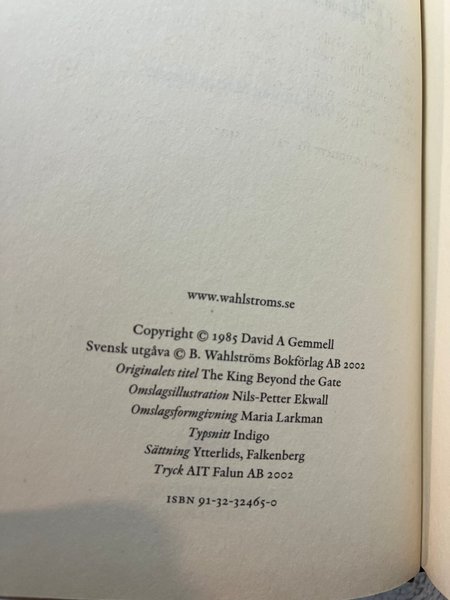 www.wahlstroms.se
Copyright © 1985 David A Gemmell
Svensk utgåva © B. Wahlströms Bokförlag AB 2002
Originalets titel The King Beyond the Gate
Omslagsillustration Nils-Petter Ekwall
Omslagsformgivning Maria Larkman
Typsnitt Indigo
Sättning Ytterlids, Falkenberg
Tryck AIT Falun AB 2002
ISBN 91-32-32465-0